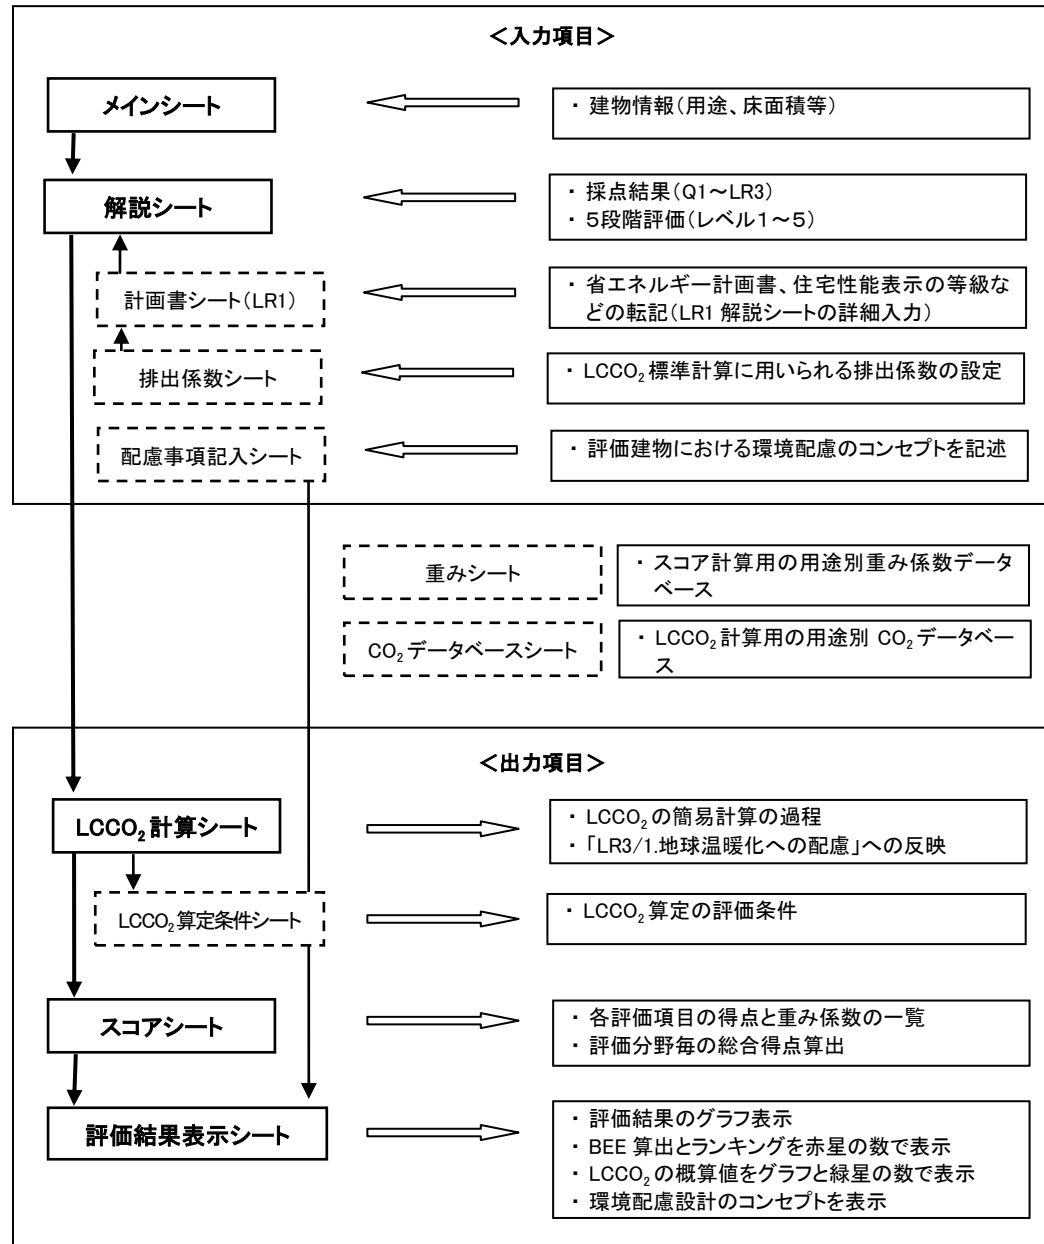 ＜入力項目＞
メインシート
・ 建物情報（用途、床面積等）
解説シート
・ 採点結果（Q1～LR3）
・ 5段階評価（レベル1～5）
計画書シート（LR1）
・ 省エネルギー計画書、住宅性能表示の等級な
どの転記（LR1 解説シートの詳細入力）
排出係数シート
・ LCCO₂標準計算に用いられる排出係数の設定
配慮事項記入シート
・ 評価建物における環境配慮のコンセプトを記述
重みシート
・ スコア計算用の用途別重み係数データ
ベース
CO₂データベースシート
・ LCCO₂計算用の用途別 CO₂データベー
ス
＜出力項目＞
LCCO₂計算シート
・ LCCO₂の簡易計算の過程
・ 「LR3/1.地球温暖化への配慮」への反映
LCCO₂算定条件シート
・ LCCO₂算定の評価条件
スコアシート
・ 各評価項目の得点と重み係数の一覧
・ 評価分野毎の総合得点算出
評価結果表示シート
・ 評価結果のグラフ表示
・ BEE 算出とランキングを赤星の数で表示
・ LCCO₂の概算値をグラフと緑星の数で表示
・ 環境配慮設計のコンセプトを表示